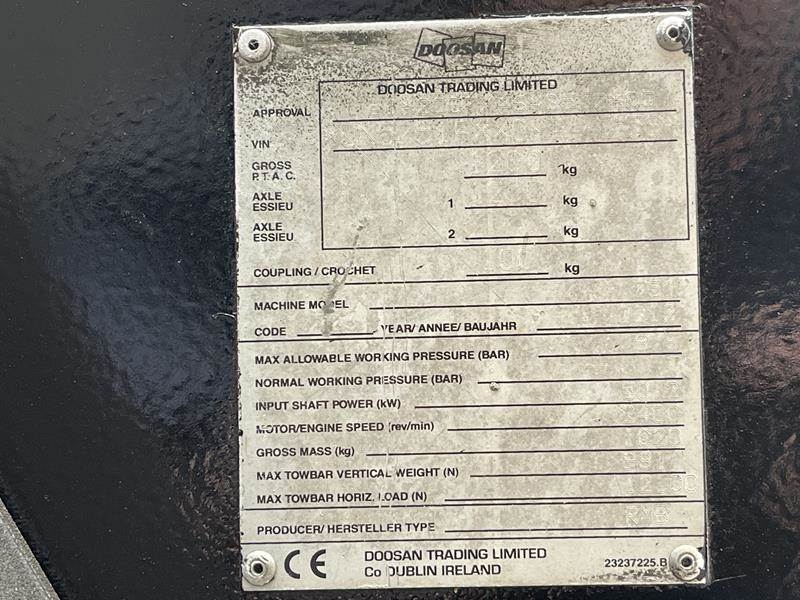 DOOSAN
DOOSAN TRADING LIMITED
APPROVAL
VIN
GROSS
P.T.A.C. kg
AXLE
ESSIEU 1 kg
AXLE
ESSIEU 2 kg
COUPLING / CROCHET kg
MACHINE MODEL
CODE YEAR/ ANNEE/ BAUJAHR
MAX ALLOWABLE WORKING PRESSURE (BAR)
NORMAL WORKING PRESSURE (BAR)
INPUT SHAFT POWER (kW)
MOTOR/ENGINE SPEED (rev/min)
GROSS MASS (kg)
MAX TOWBAR VERTICAL WEIGHT (N)
MAX TOWBAR HORIZ. LOAD (N)
PRODUCER/ HERSTELLER TYPE
CE DOOSAN TRADING LIMITED
Co DUBLIN IRELAND 23237225.B